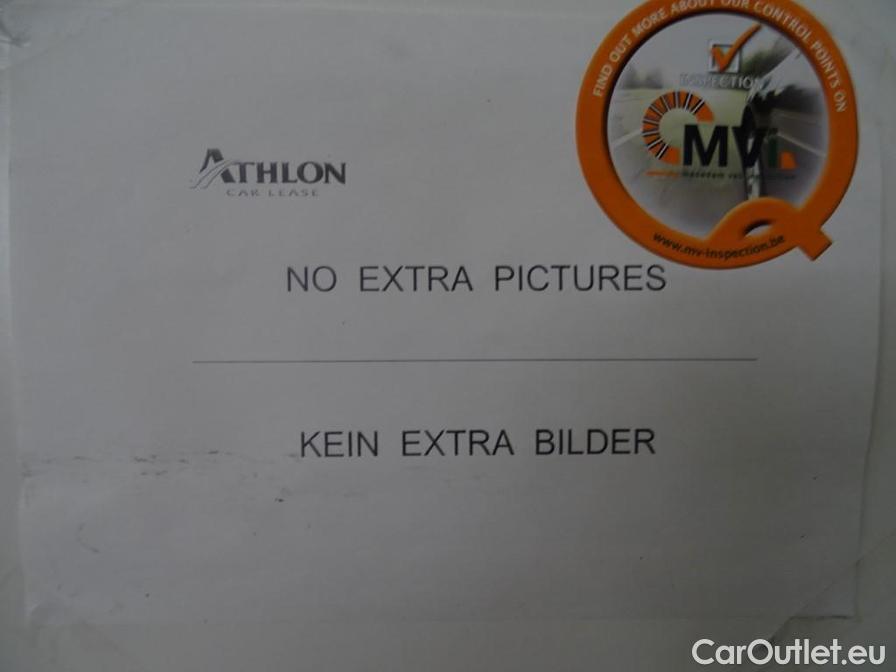 FIND OUT MORE ABOUT OUR CONTROL POINTS ON
INSPECTION
MVi
www.mv-inspection.be
ATHLON
CAR LEASE
NO EXTRA PICTURES
KEIN EXTRA BILDER
CarOutlet.eu